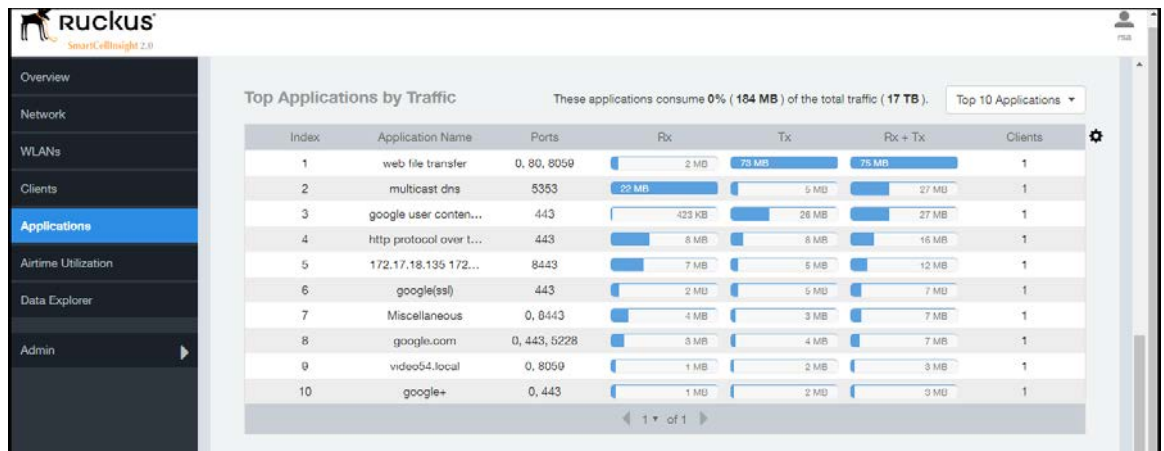 RUCKUS
SmartCellInsight 2.0
rsa
Overview
Network
WLANs
Clients
Applications
Airtime Utilization
Data Explorer
Admin
Top Applications by Traffic
These applications consume 0% ( 184 MB ) of the total traffic ( 17 TB ).
Top 10 Applications
Index Application Name Ports Rx Tx Rx + Tx Clients
1 web file transfer 0, 80, 8059 2 MB 73 MB 75 MB 1
2 multicast dns 5353 22 MB 5 MB 27 MB 1
3 google user conten... 443 423 KB 26 MB 27 MB 1
4 http protocol over t... 443 8 MB 8 MB 16 MB 1
5 172.17.18.135 172... 8443 7 MB 5 MB 12 MB 1
6 google(ssl) 443 2 MB 5 MB 7 MB 1
7 Miscellaneous 0, 8443 4 MB 3 MB 7 MB 1
8 google.com 0, 443, 5228 3 MB 4 MB 7 MB 1
9 video54.local 0, 8059 1 MB 2 MB 3 MB 1
10 google+ 0, 443 1 MB 2 MB 3 MB 1
1 of 1